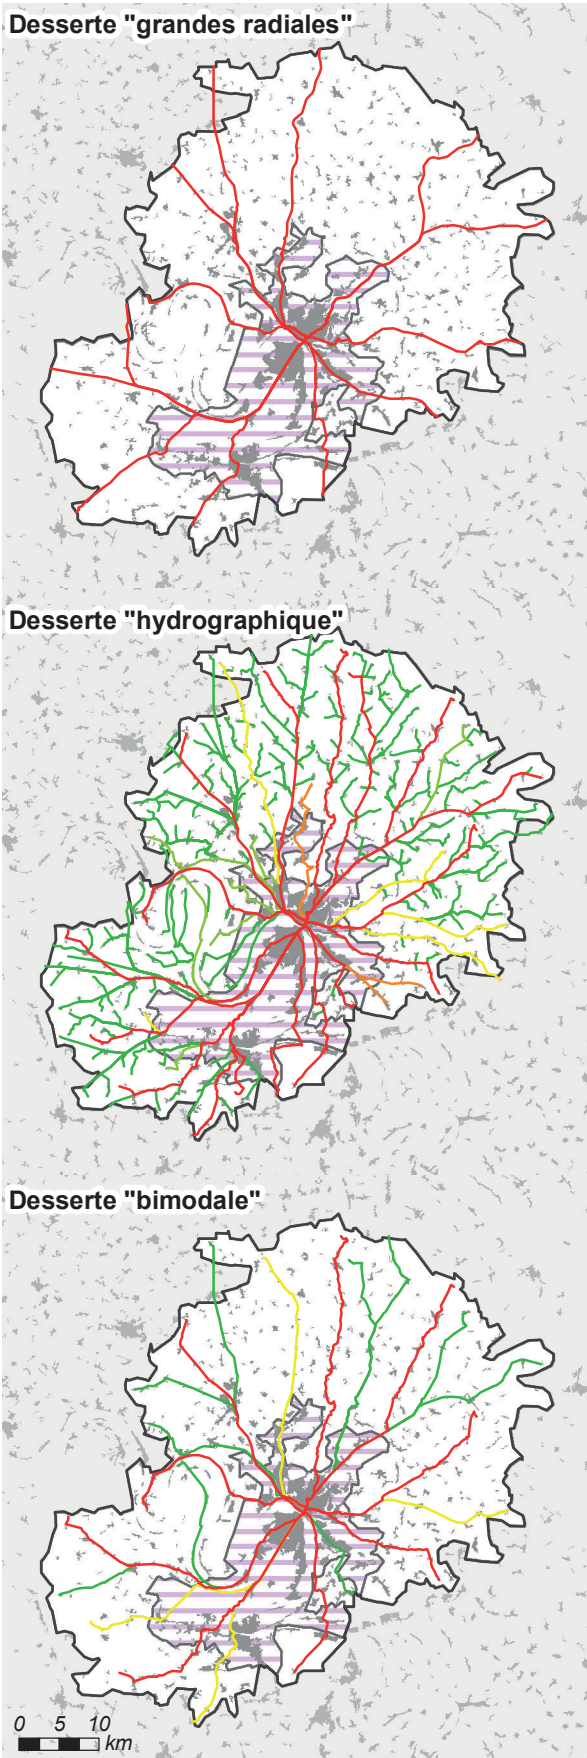 Desserte "grandes radiales"
Desserte "hydrographique"
Desserte "bimodale"
0 5 10
km